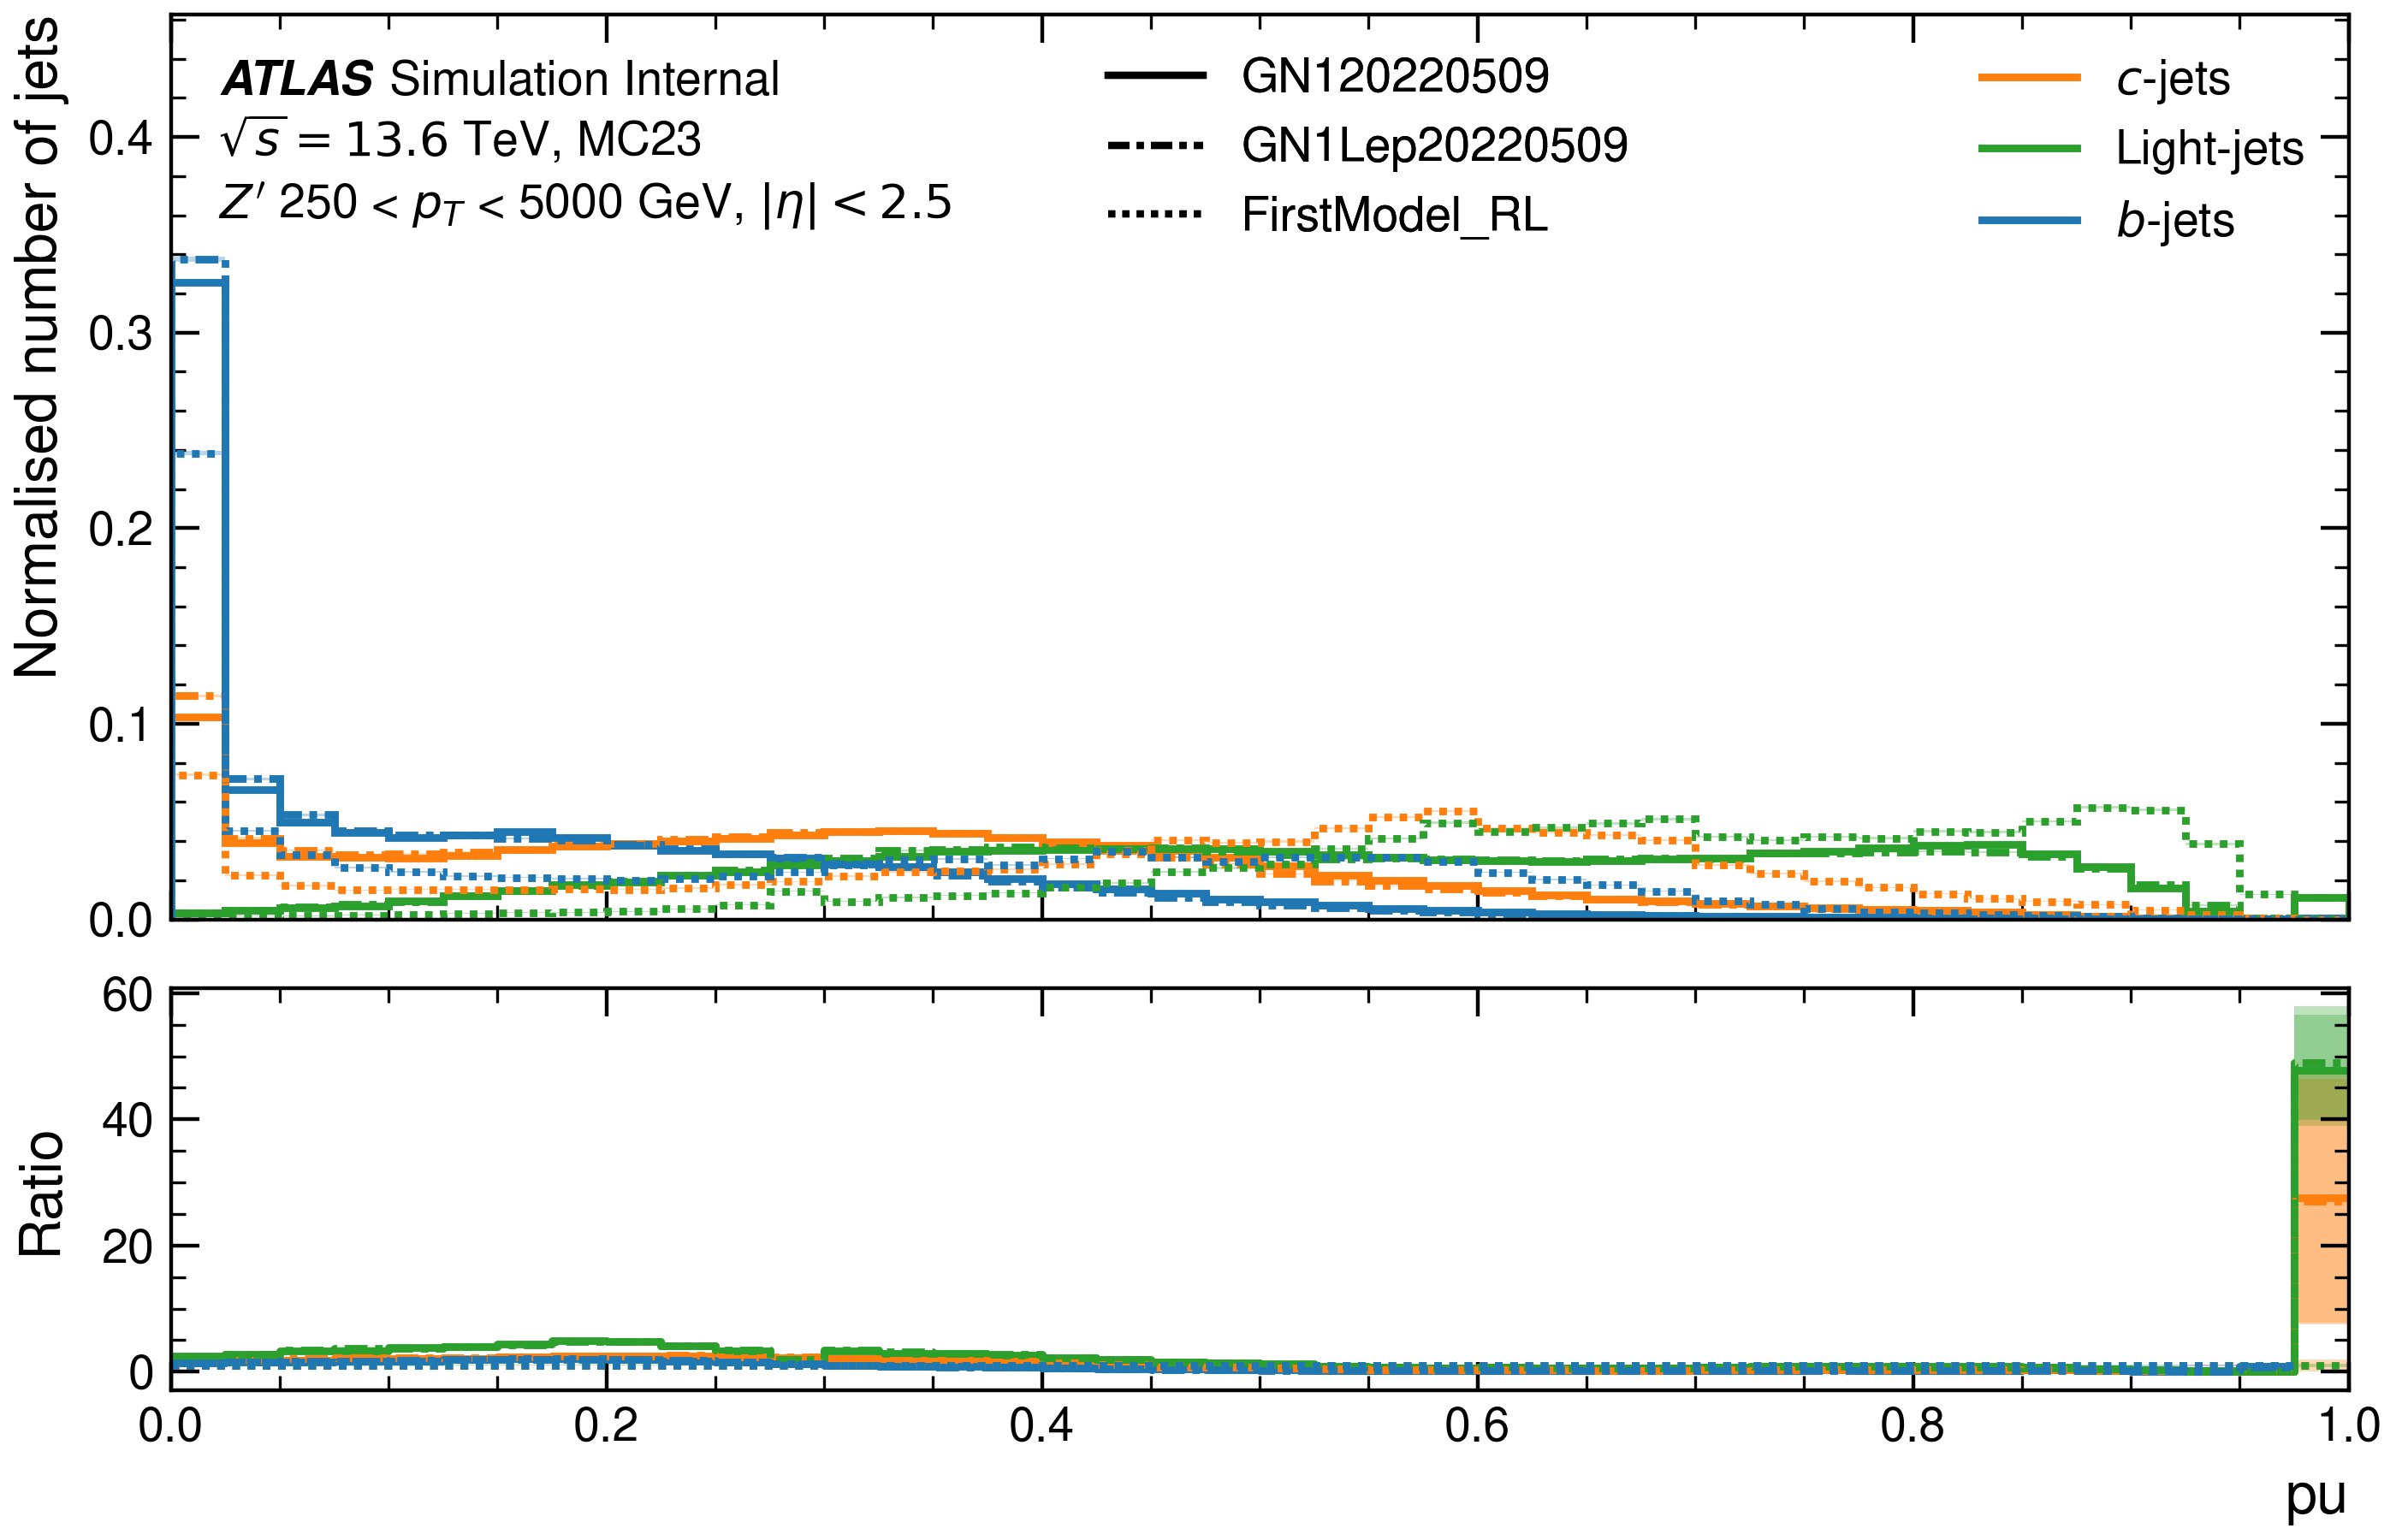 Normalised number of jets
ATLAS Simulation Internal
√s = 13.6 TeV, MC23
Z′ 250 < pT < 5000 GeV, |η| < 2.5
GN120220509
GN1Lep20220509
FirstModel_RL
c-jets
Light-jets
b-jets
0.4
0.3
0.2
0.1
0.0
Ratio
60
40
20
0
0.0 0.2 0.4 0.6 0.8 1.0
pu